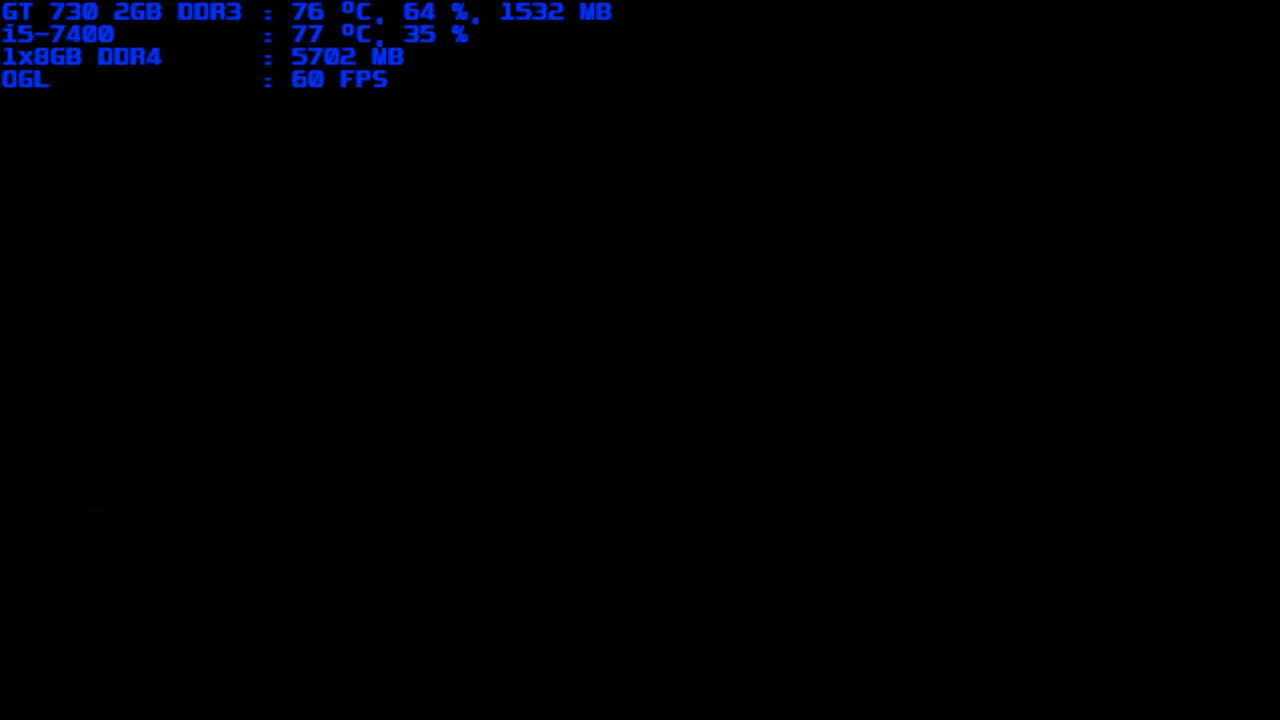 GT 730 2GB DDR3 : 76 ºC, 64 %, 1532 MB
i5-7400 : 77 ºC, 35 %
1x8GB DDR4 : 5702 MB
OGL : 60 FPS